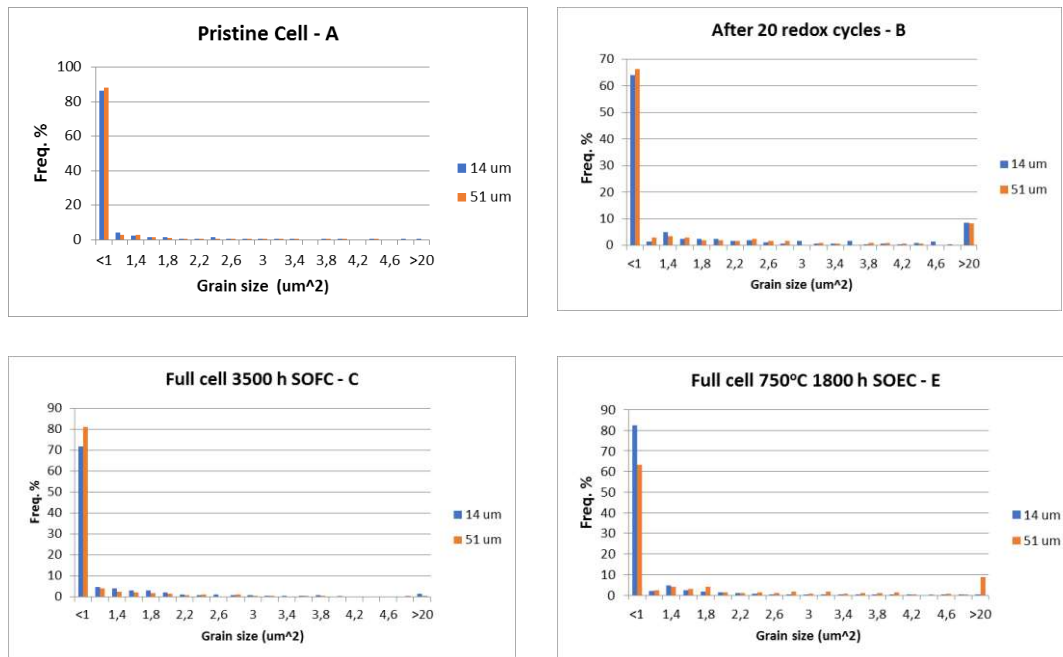 Pristine Cell - A
100
80
60
40
20
0
Freq. %
<1 1,4 1,8 2,2 2,6 3 3,4 3,8 4,2 4,6 >20
Grain size (um^2)
14 um
51 um
After 20 redox cycles - B
70
60
50
40
30
20
10
0
Freq. %
<1 1,4 1,8 2,2 2,6 3 3,4 3,8 4,2 4,6 >20
Grain size (um^2)
14 um
51 um
Full cell 3500 h SOFC - C
90
80
70
60
50
40
30
20
10
0
Freq. %
<1 1,4 1,8 2,2 2,6 3 3,4 3,8 4,2 4,6 >20
Grain size (um^2)
14 um
51 um
Full cell 750°C 1800 h SOEC - E
90
80
70
60
50
40
30
20
10
0
Freq. %
<1 1,4 1,8 2,2 2,6 3 3,4 3,8 4,2 4,6 >20
Grain size (um^2)
14 um
51 um